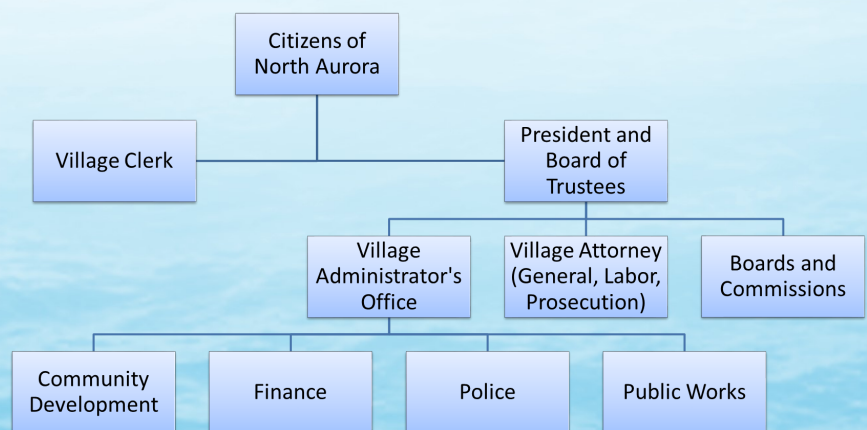 Citizens of
North Aurora
Village Clerk
President and
Board of
Trustees
Village
Administrator's
Office
Village Attorney
(General, Labor,
Prosecution)
Boards and
Commissions
Community
Development
Finance
Police
Public Works